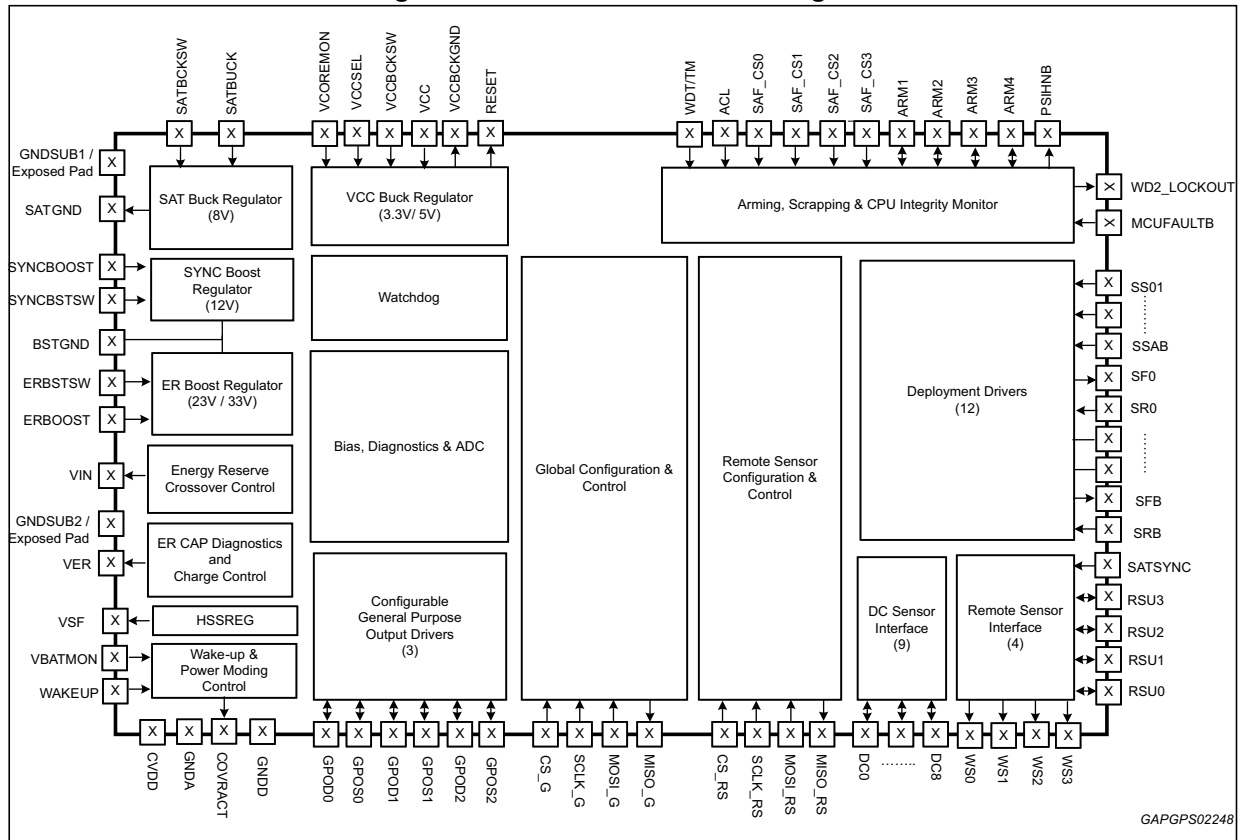 SATBCKSW
SATBUCK
VCOREMON
VCCSEL
VCCBCKSW
VCC
VCCBCKGND
RESET
WDT/TM
ACL
SAF_CS0
SAF_CS1
SAF_CS2
SAF_CS3
ARM1
ARM2
ARM3
ARM4
PSIHNB
X X X X X X X X X X X X X X X X X X X
GNDSUB1 /
Exposed Pad
X
SATGND
X
SAT Buck Regulator
(8V)
VCC Buck Regulator
(3.3V/ 5V)
Arming, Scrapping & CPU Integrity Monitor
X
WD2_LOCKOUT
X
MCUFAULTB
SYNCBOOST
X
SYNCBSTSW
X
SYNC Boost
Regulator
(12V)
Watchdog
BSTGND
X
ERBSTSW
X
ERBOOST
X
ER Boost Regulator
(23V / 33V)
Bias, Diagnostics & ADC
Global Configuration &
Control
Remote Sensor
Configuration &
Control
Deployment Drivers
(12)
X
SS01
X
........
X
SSAB
X
SF0
X
SR0
X
........
X
X
SFB
X
SRB
VIN
X
Energy Reserve
Crossover Control
GNDSUB2 /
Exposed Pad
X
VER
X
ER CAP Diagnostics
and
Charge Control
VSF
X
HSSREG
VBATMON
X
WAKEUP
X
Wake-up &
Power Moding
Control
Configurable
General Purpose
Output Drivers
(3)
DC Sensor
Interface
(9)
Remote Sensor
Interface
(4)
X
SATSYNC
X
RSU3
X
RSU2
X
RSU1
X
RSU0
X X X X X X X X X X X X X X X X X X X X X X X X X
CVDD
GNDA
COVRACT
GNDD
GPOD0
GPOS0
GPOD1
GPOS1
GPOD2
GPOS2
CS_G
SCLK_G
MOSI_G
MISO_G
CS_RS
SCLK_RS
MOSI_RS
MISO_RS
DC0
........
DC8
WS0
WS1
WS2
WS3
GAPGPS02248